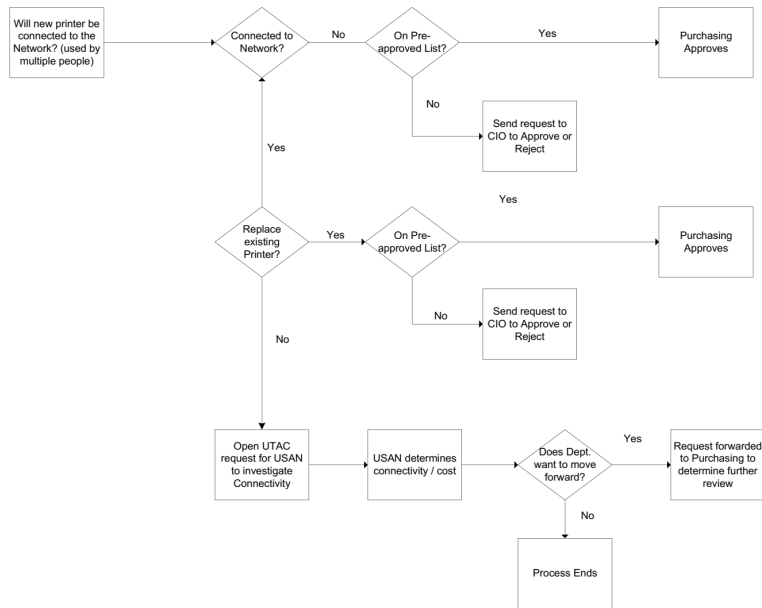 Will new printer be
connected to the
Network? (used by
multiple people)
Connected to
Network?
No
On Pre-
approved List?
Yes
Purchasing
Approves
No
Send request to
CIO to Approve or
Reject
Yes
Replace
existing
Printer?
Yes
On Pre-
approved List?
Yes
Purchasing
Approves
No
Send request to
CIO to Approve or
Reject
No
Open UTAC
request for USAN
to investigate
Connectivity
USAN determines
connectivity / cost
Does Dept.
want to move
forward?
Yes
Request forwarded
to Purchasing to
determine further
review
No
Process Ends